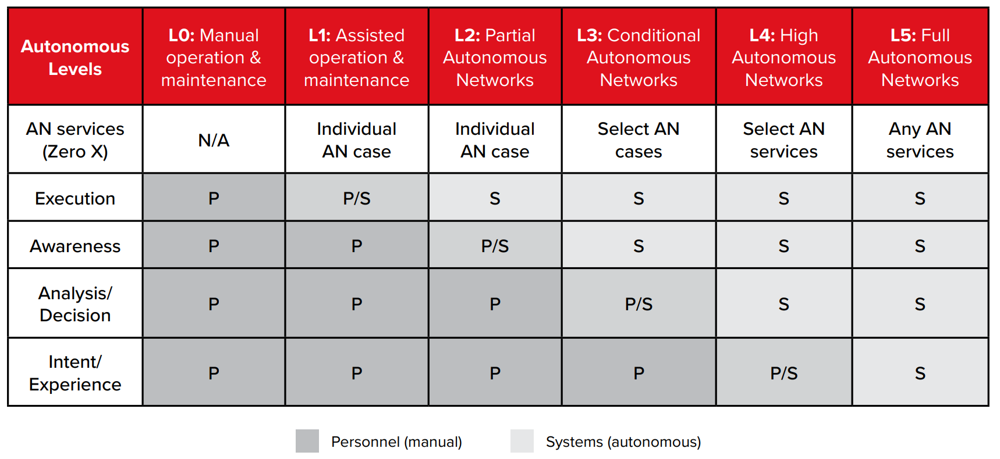 Autonomous Levels
L0: Manual operation & maintenance
L1: Assisted operation & maintenance
L2: Partial Autonomous Networks
L3: Conditional Autonomous Networks
L4: High Autonomous Networks
L5: Full Autonomous Networks
AN services (Zero X)
N/A
Individual AN case
Individual AN case
Select AN cases
Select AN services
Any AN services
Execution
P
P/S
S
S
S
S
Awareness
P
P
P/S
S
S
S
Analysis/ Decision
P
P
P
P/S
S
S
Intent/ Experience
P
P
P
P
P/S
S
Personnel (manual)
Systems (autonomous)